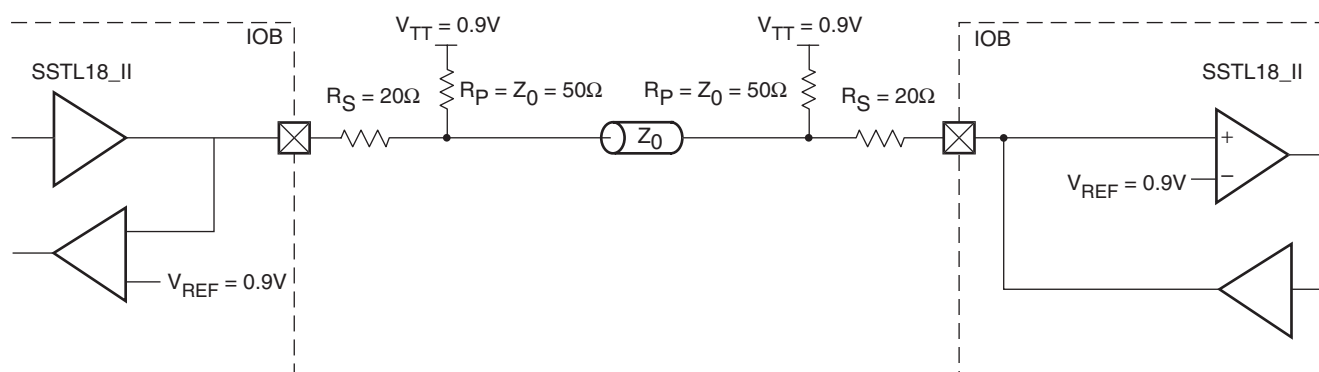 V_TT = 0.9V
V_TT = 0.9V
IOB
IOB
SSTL18_II
SSTL18_II
R_S = 20Ω
R_P = Z_0 = 50Ω
R_P = Z_0 = 50Ω
R_S = 20Ω
Z_0
+
V_REF = 0.9V
−
V_REF = 0.9V